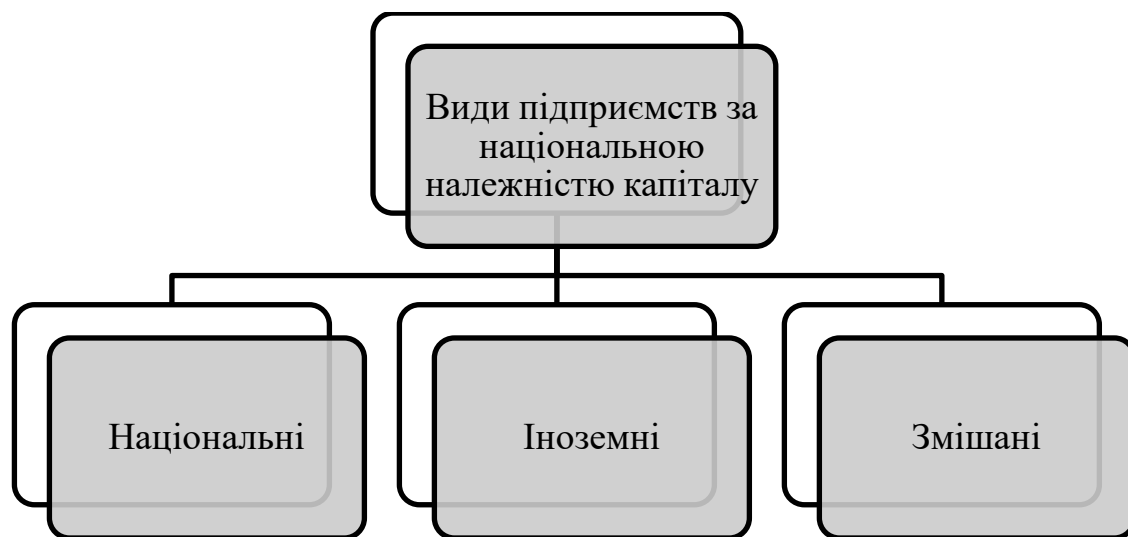 Види підприємств за
національною
належністю капіталу
Національні
Іноземні
Змішані